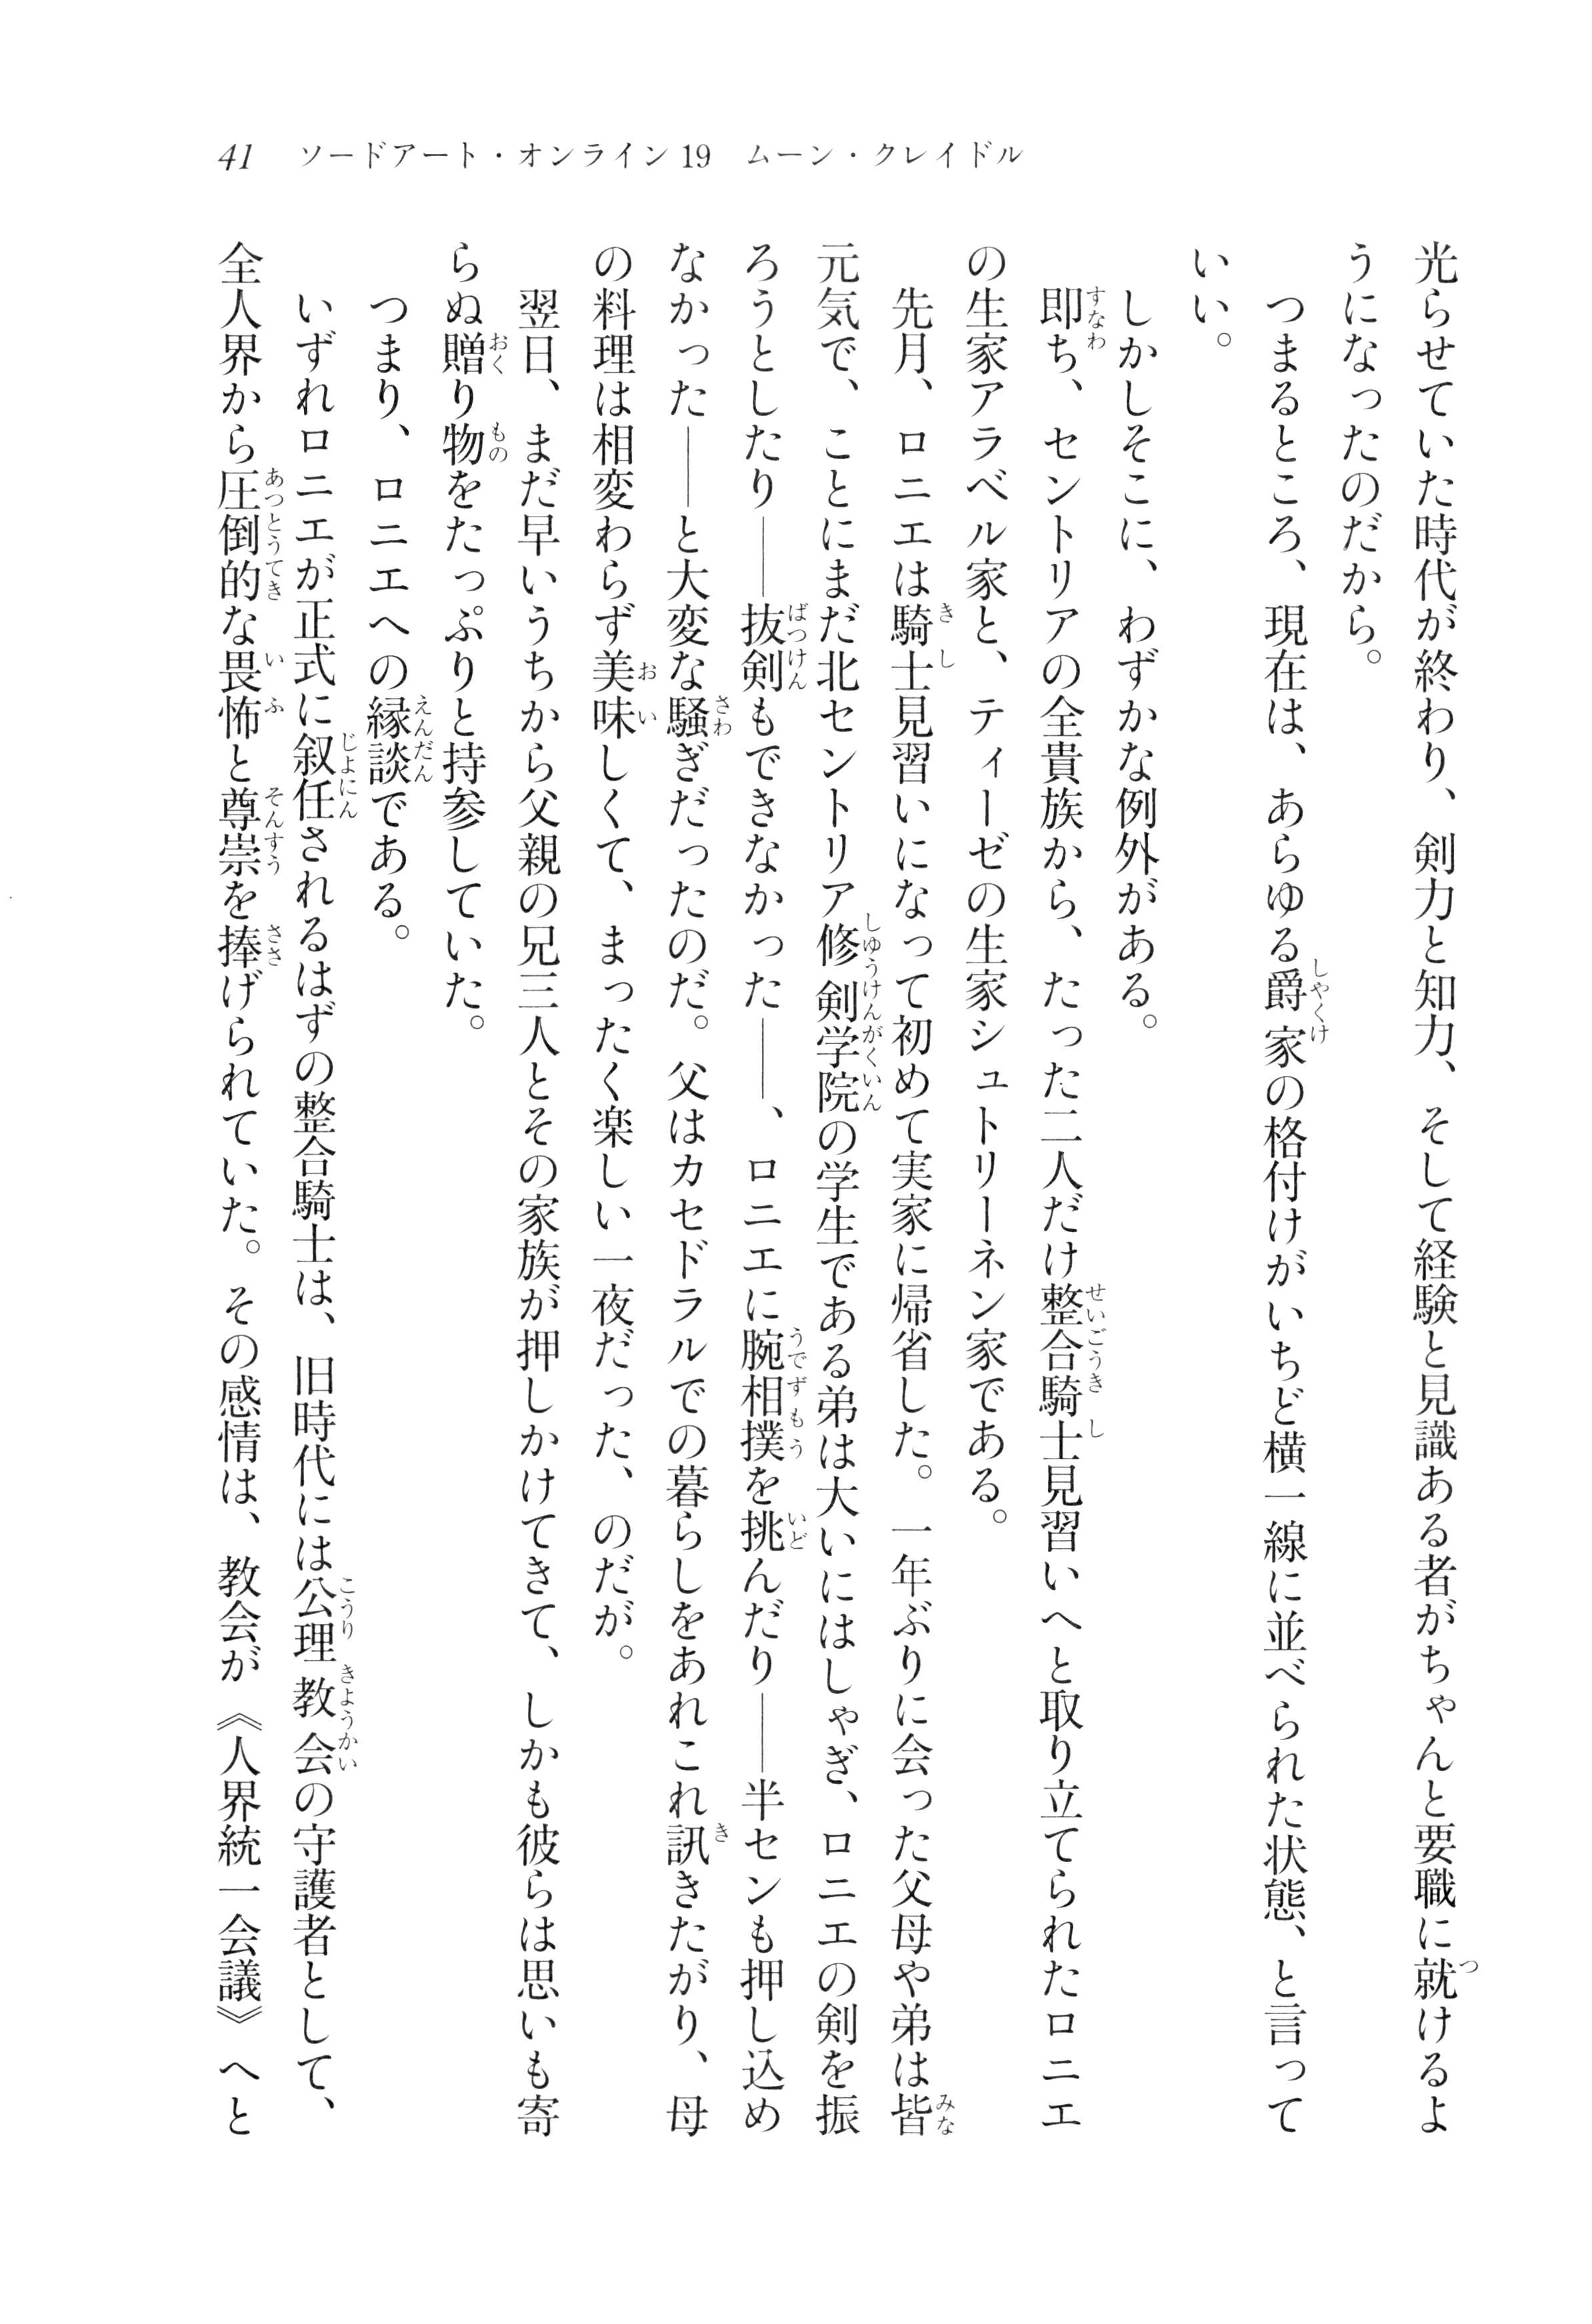 41　ソードアート・オンライン19　ムーン・クレイドル
光らせていた時代が終わり、剣力と知力、そして経験と見識ある者がちゃんと要職に就けるよ
うになったのだから。
　つまるところ、現在は、あらゆる爵家の格付けがいちど横一線に並べられた状態、と言って
いい。
　しかしそこに、わずかな例外がある。
　即ち、セントリアの全貴族から、たった二人だけ整合騎士見習いへと取り立てられたロニエ
の生家アラベル家と、ティーゼの生家シュトリーネン家である。
　先月、ロニエは騎士見習いになって初めて実家に帰省した。一年ぶりに会った父母や弟は皆
元気で、ことにまだ北セントリア修剣学院の学生である弟は大いにはしゃぎ、ロニエの剣を振
ろうとしたり――抜剣もできなかった――、ロニエに腕相撲を挑んだり――半センも押し込め
なかった――と大変な騒ぎだったのだ。父はカセドラルでの暮らしをあれこれ訊きたがり、母
の料理は相変わらず美味しくて、まったく楽しい一夜だった、のだが。
　翌日、まだ早いうちから父親の兄三人とその家族が押しかけてきて、しかも彼らは思いも寄
らぬ贈り物をたっぷりと持参していた。
　つまり、ロニエへの縁談である。
　いずれロニエが正式に叙任されるはずの整合騎士は、旧時代には公理教会の守護者として、
全人界から圧倒的な畏怖と尊崇を捧げられていた。その感情は、教会が《人界統一会議》へと